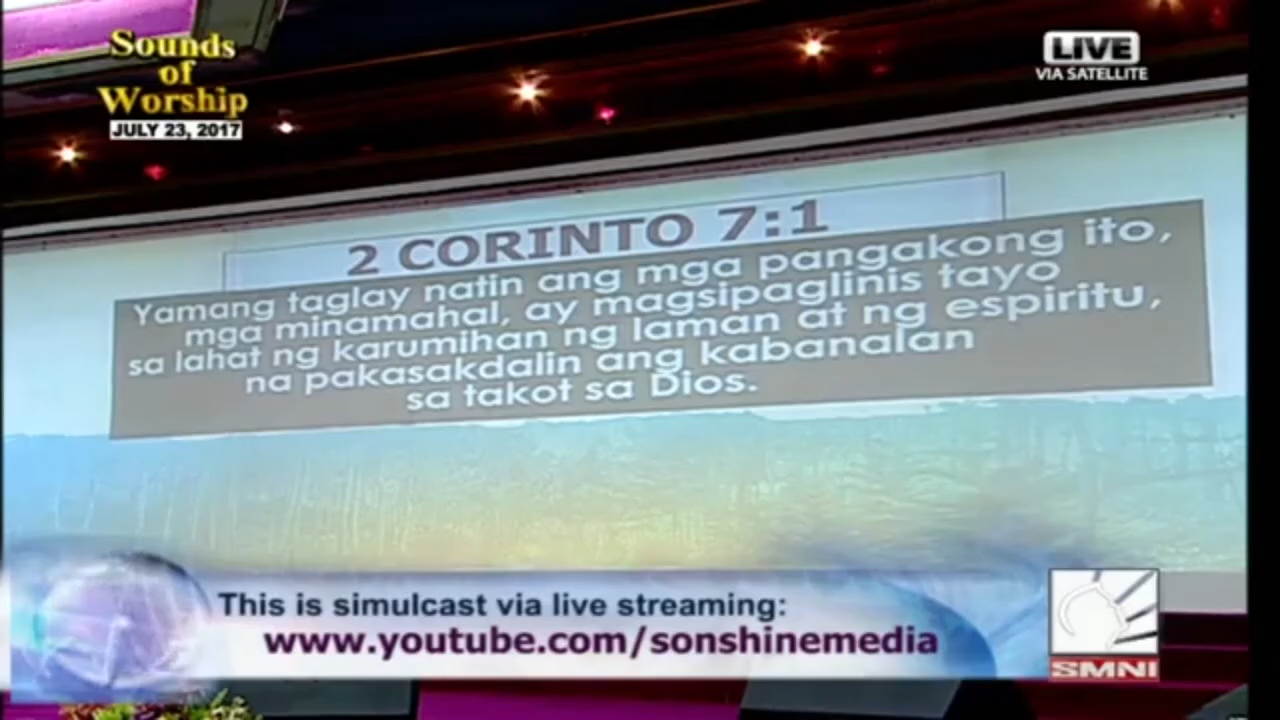 Sounds
of
Worship
JULY 23, 2017
LIVE
VIA SATELLITE
2 CORINTO 7:1
Yamang taglay natin ang mga pangakong ito,
mga minamahal, ay magsipaglinis tayo
sa lahat ng karumihan ng laman at ng espiritu,
na pakasakdalin ang kabanalan
sa takot sa Dios.
This is simulcast via live streaming:
www.youtube.com/sonshinemedia
SMNI